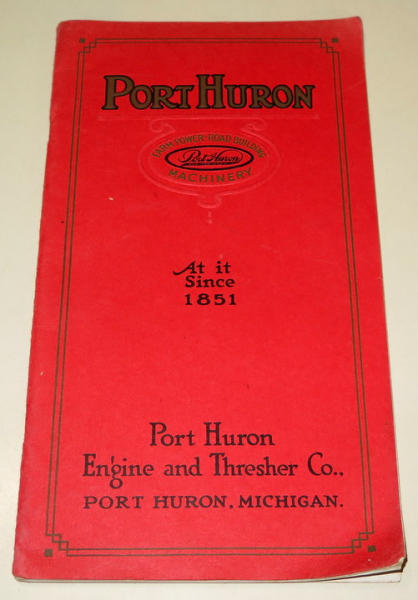 PORT HURON
FARM POWER-ROAD BUILDING
Port Huron
MACHINERY
At it
Since
1851
Port Huron
Engine and Thresher Co.,
PORT HURON, MICHIGAN.